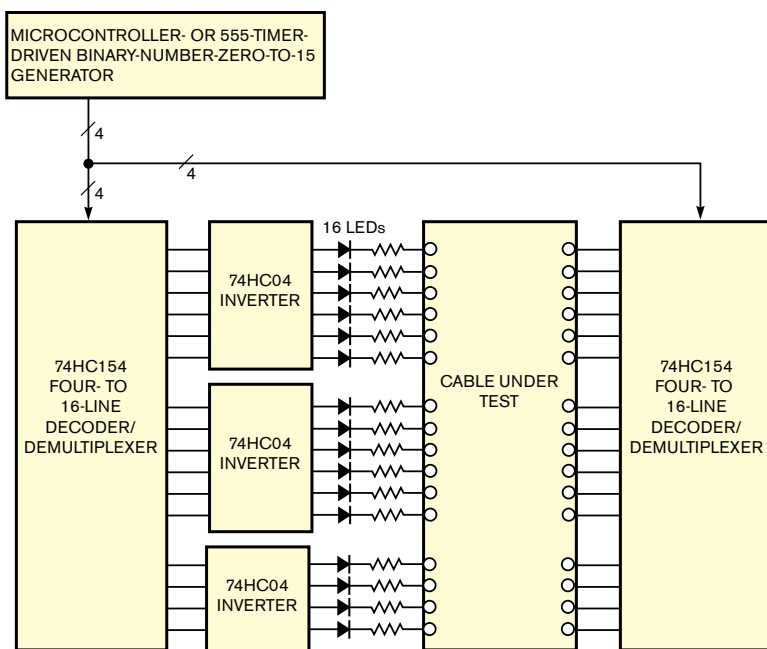 MICROCONTROLLER- OR 555-TIMER-
DRIVEN BINARY-NUMBER-ZERO-TO-15
GENERATOR
4
4
4
16 LEDs
74HC04
INVERTER
74HC154
FOUR- TO
16-LINE
DECODER/
DEMULTIPLEXER
CABLE UNDER
TEST
74HC154
FOUR- TO
16-LINE
DECODER/
DEMULTIPLEXER
74HC04
INVERTER
74HC04
INVERTER